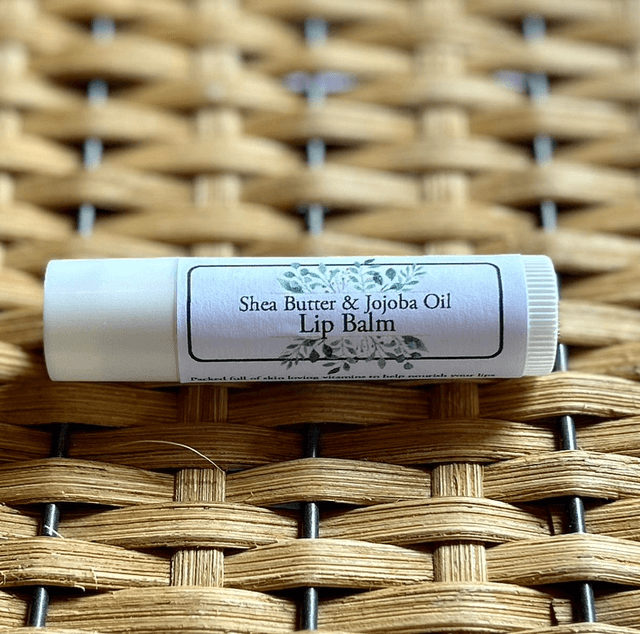 Shea Butter & Jojoba Oil
Lip Balm
Packed full of skin loving vitamins to help nourish your lips